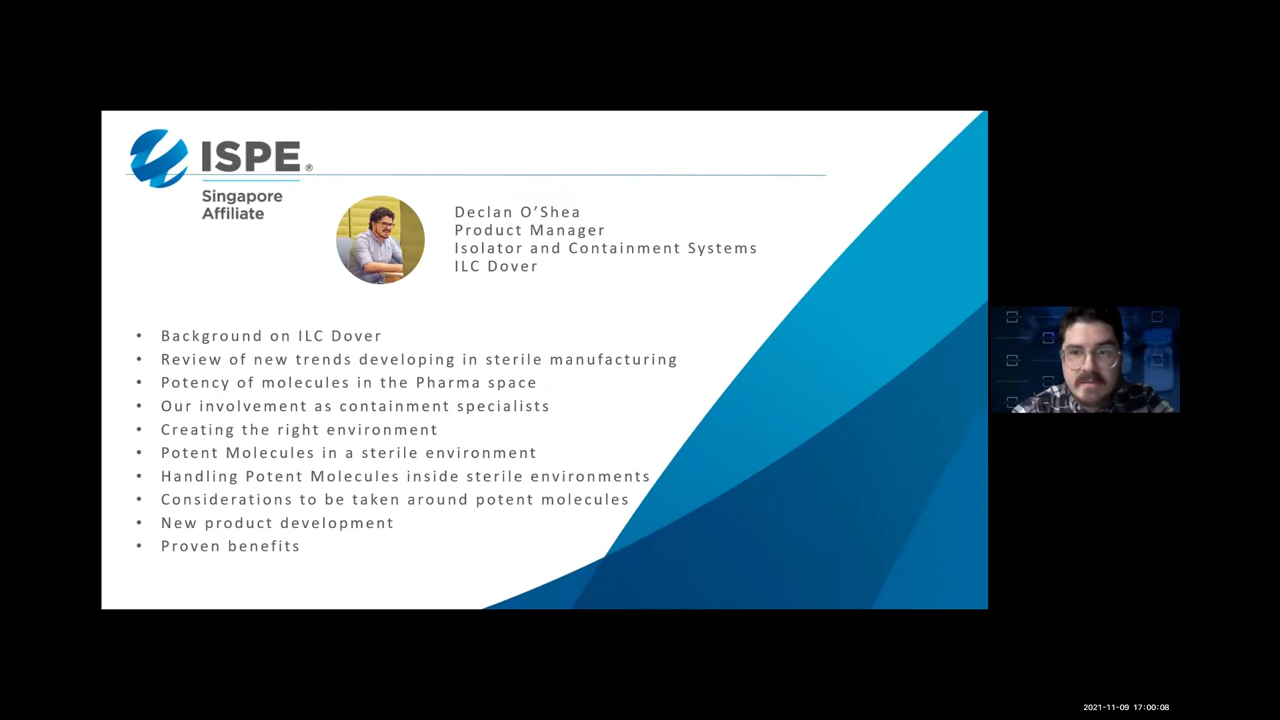 ISPE®
Singapore
Affiliate
Declan O’Shea
Product Manager
Isolator and Containment Systems
ILC Dover
• Background on ILC Dover
• Review of new trends developing in sterile manufacturing
• Potency of molecules in the Pharma space
• Our involvement as containment specialists
• Creating the right environment
• Potent Molecules in a sterile environment
• Handling Potent Molecules inside sterile environments
• Considerations to be taken around potent molecules
• New product development
• Proven benefits
2021-11-09 17:00:08